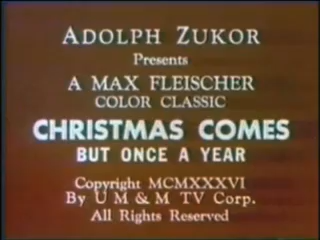 ADOLPH ZUKOR
Presents
A MAX FLEISCHER
COLOR CLASSIC
CHRISTMAS COMES
BUT ONCE A YEAR
Copyright MCMXXXVI
By U M & M TV Corp.
All Rights Reserved